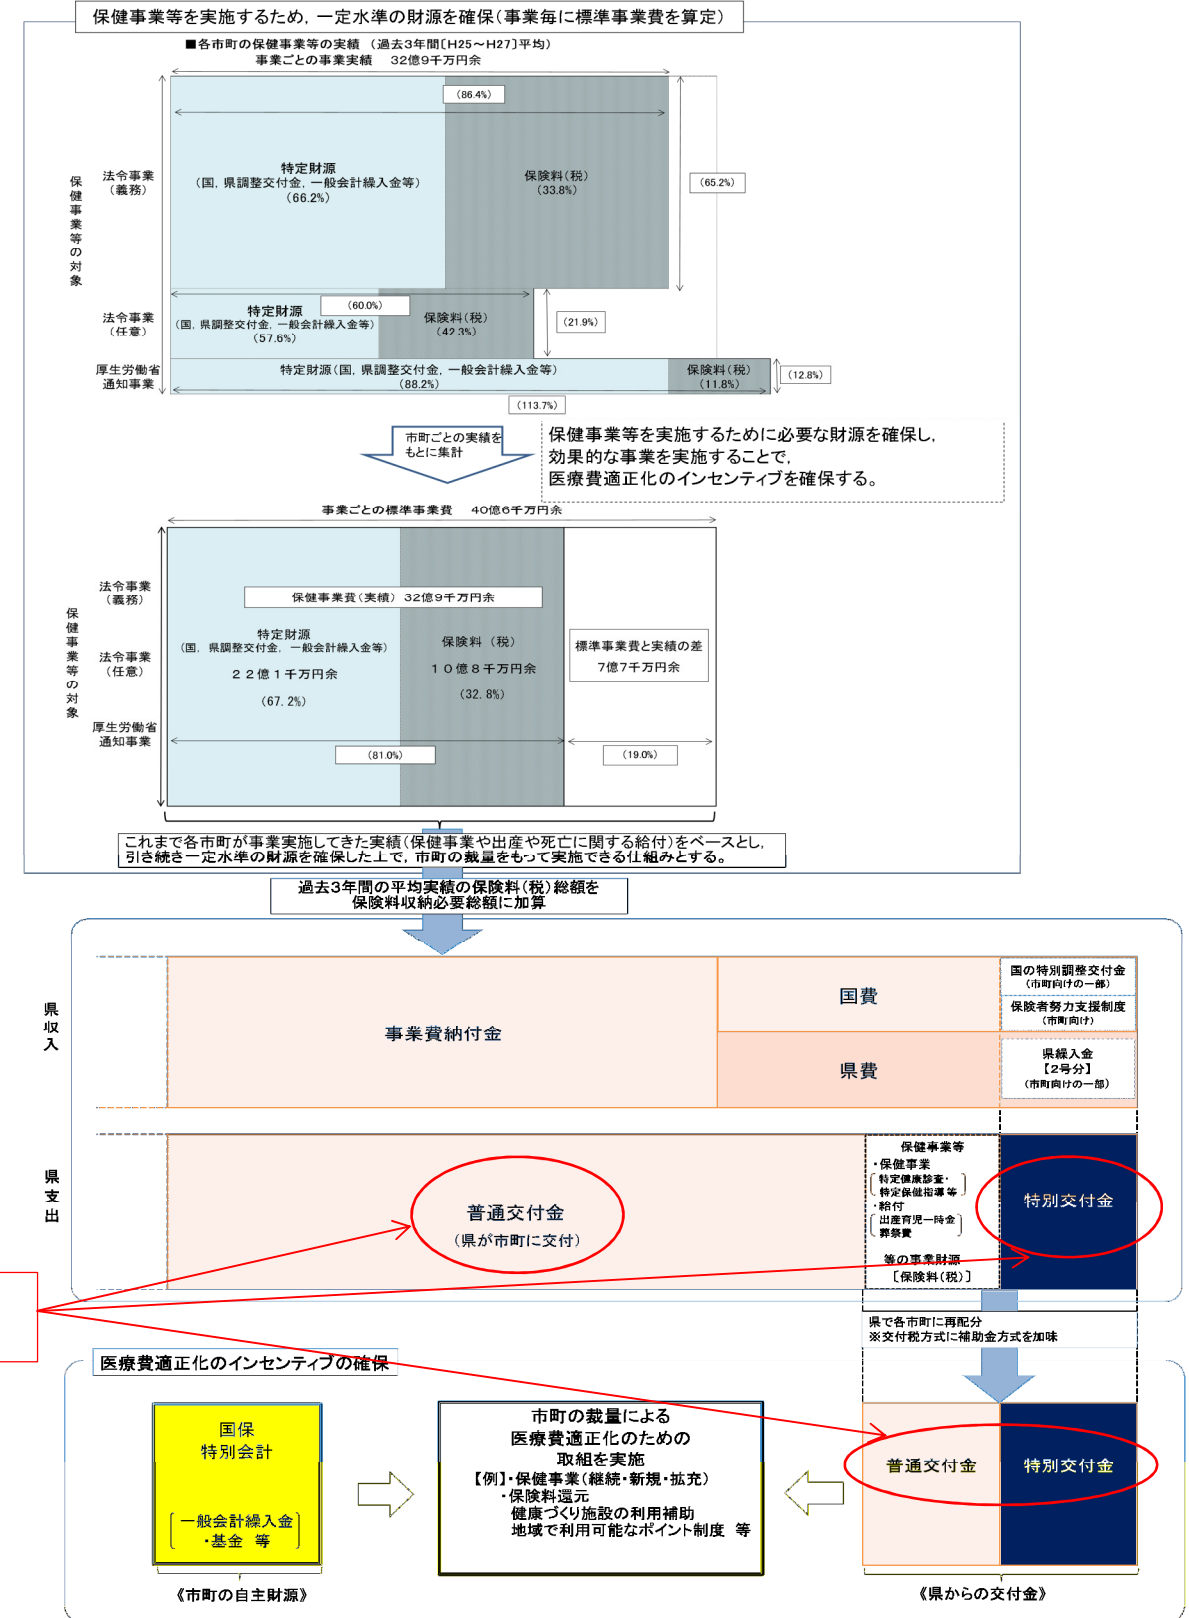 保健事業等を実施するため，一定水準の財源を確保（事業毎に標準事業費を算定）
■各市町の保健事業等の実績　（過去3年間〔H25～H27〕平均）
事業ごとの事業実績　32億9千万円余
（86.4%）
保健事業等の対象
法令事業
（義務）
特定財源
（国，県調整交付金，一般会計繰入金等）
（66.2%）
保険料（税）
（33.8%）
（65.2%）
法令事業
（任意）
（60.0%）
特定財源
（国，県調整交付金，一般会計繰入金等）
（57.6%）
保険料（税）
（42.3%）
（21.9%）
厚生労働省
通知事業
特定財源（国，県調整交付金，一般会計繰入金等）
（88.2%）
保険料（税）
（11.8%）
（12.8%）
（113.7%）
市町ごとの実績を
もとに集計
保健事業等を実施するために必要な財源を確保し，
効果的な事業を実施することで，
医療費適正化のインセンティブを確保する。
事業ごとの標準事業費　40億6千万円余
保健事業等の対象
法令事業
（義務）
法令事業
（任意）
厚生労働省
通知事業
保健事業費（実績）　32億9千万円余
特定財源
（国，県調整交付金，一般会計繰入金等）
２２億１千万円余
（67.2%）
保険料（税）
１０億８千万円余
（32.8%）
標準事業費と実績の差
7億7千万円余
（81.0%）
（19.0%）
これまで各市町が事業実施してきた実績（保健事業や出産や死亡に関する給付）をベースとし，
引き続き一定水準の財源を確保した上で，市町の裁量をもって実施できる仕組みとする。
過去3年間の平均実績の保険料（税）総額を
保険料収納必要総額に加算
県収入
事業費納付金
国費
県費
国の特別調整交付金
（市町向けの一部）
保険者努力支援制度
（市町向け）
県繰入金
【2号分】
（市町向けの一部）
県支出
普通交付金
（県が市町に交付）
保健事業等
・保健事業
〔特定健康診査・
特定保健指導等〕
・給付
〔出産育児一時金
葬祭費〕
等の事業財源
［保険料（税）］
特別交付金
県で各市町に再配分
※交付税方式に補助金方式を加味
医療費適正化のインセンティブの確保
国保
特別会計
〔一般会計繰入金
・基金　等〕
《市町の自主財源》
市町の裁量による
医療費適正化のための
取組を実施
【例】・保健事業（継続・新規・拡充）
・保険料還元
健康づくり施設の利用補助
地域で利用可能なポイント制度　等
普通交付金
特別交付金
《県からの交付金》